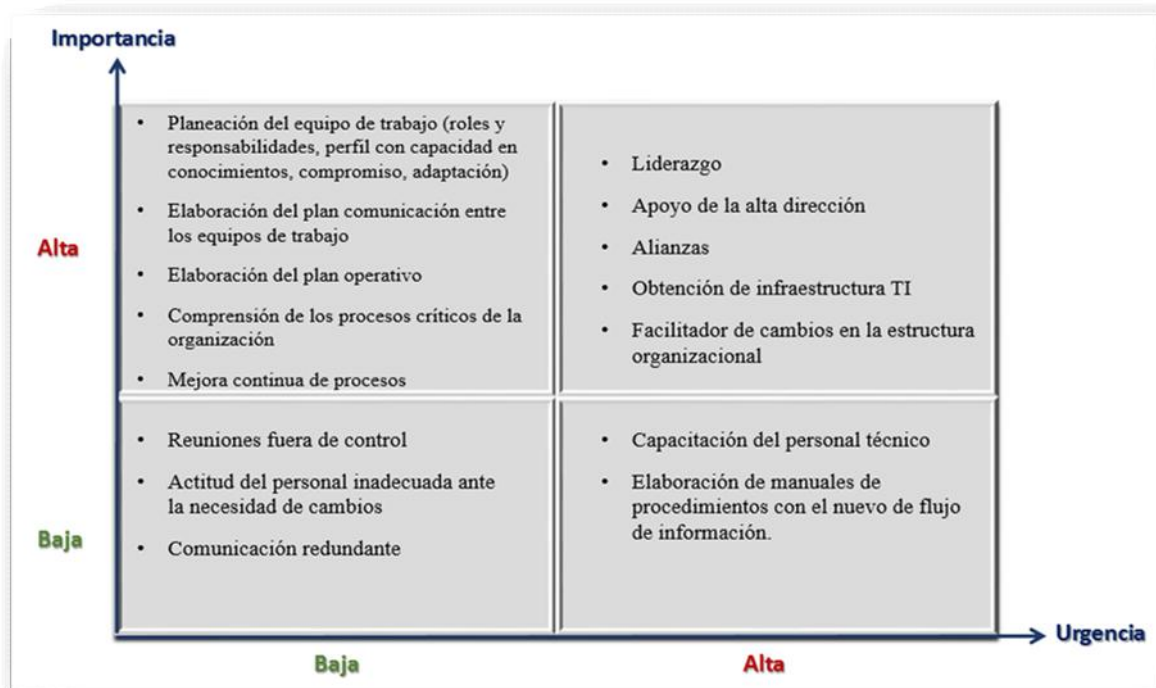 Importancia
Alta
• Planeación del equipo de trabajo (roles y
responsabilidades, perfil con capacidad en
conocimientos, compromiso, adaptación)
• Elaboración del plan comunicación entre
los equipos de trabajo
• Elaboración del plan operativo
• Comprensión de los procesos críticos de la
organización
• Mejora continua de procesos
• Liderazgo
• Apoyo de la alta dirección
• Alianzas
• Obtención de infraestructura TI
• Facilitador de cambios en la estructura
organizacional
Baja
• Reuniones fuera de control
• Actitud del personal inadecuada ante
la necesidad de cambios
• Comunicación redundante
• Capacitación del personal técnico
• Elaboración de manuales de
procedimientos con el nuevo de flujo
de información.
Urgencia
Baja
Alta